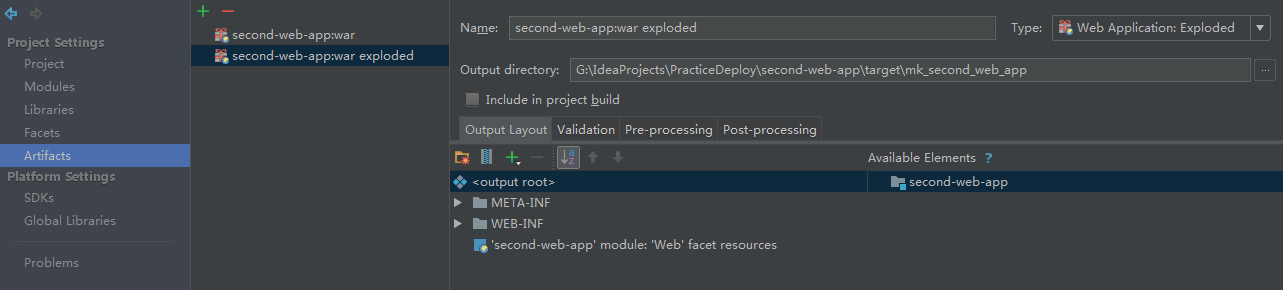 Project Settings
Project
Modules
Libraries
Facets
Artifacts
Platform Settings
SDKs
Global Libraries
Problems
second-web-app:war
second-web-app:war exploded
Name: second-web-app:war exploded Type: Web Application: Exploded
Output directory: G:\IdeaProjects\PracticeDeploy\second-web-app\target\mk_second_web_app ...
Include in project build
Output Layout Validation Pre-processing Post-processing
Available Elements ?
<output root> second-web-app
META-INF
WEB-INF
'second-web-app' module: 'Web' facet resources